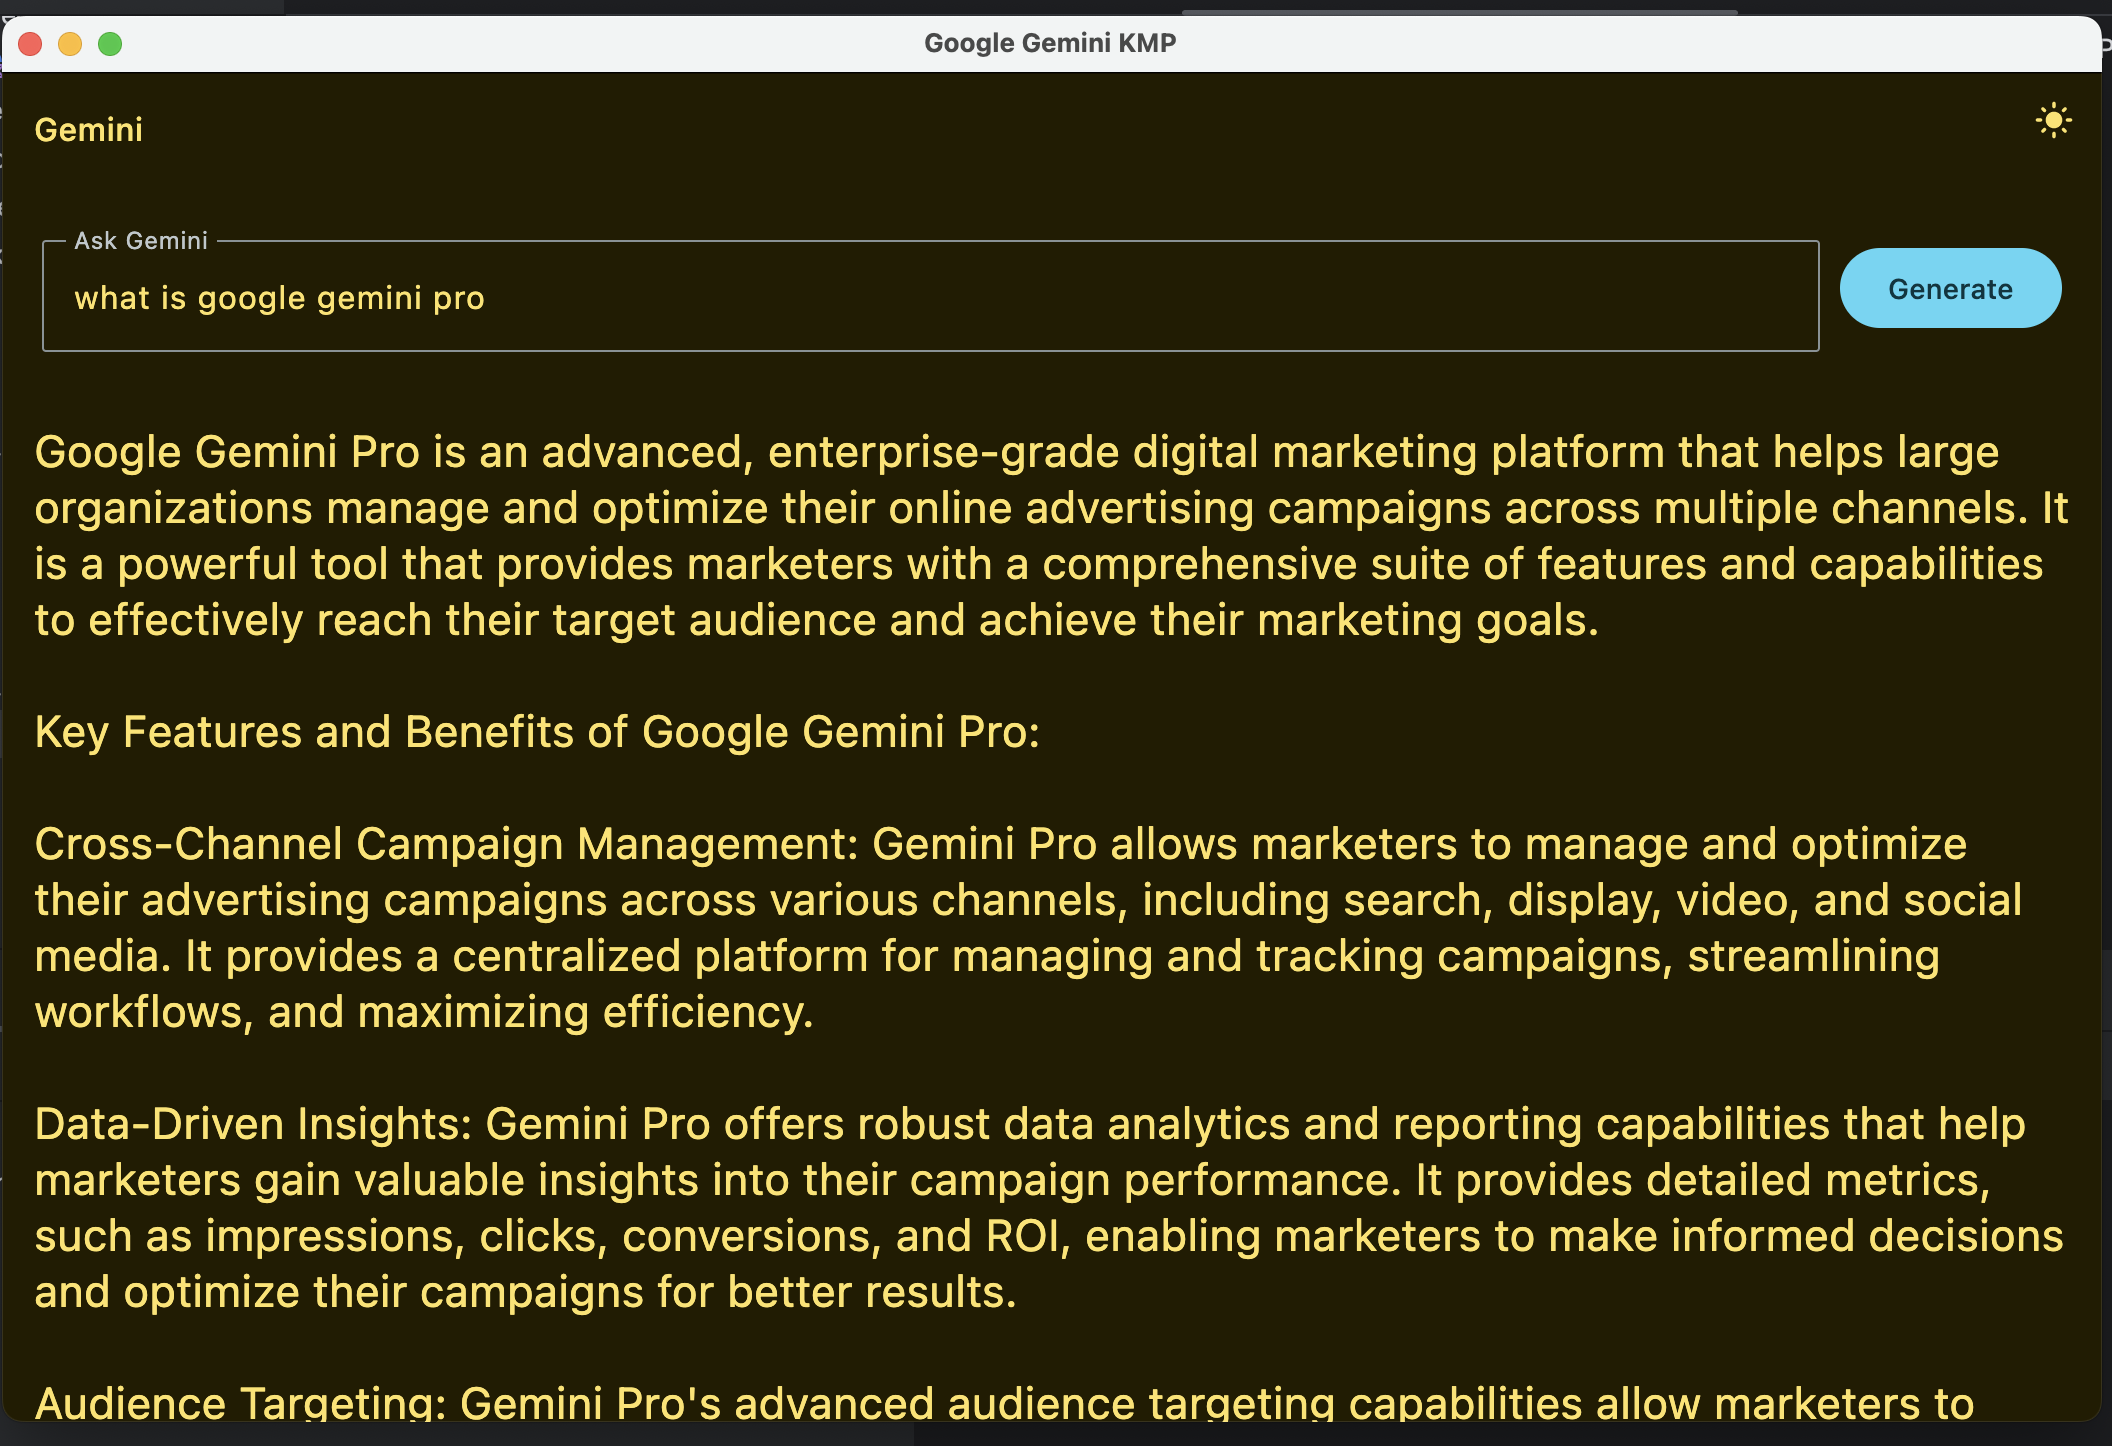 Google Gemini KMP
Gemini
Ask Gemini
what is google gemini pro
Generate
Google Gemini Pro is an advanced, enterprise-grade digital marketing platform that helps large
organizations manage and optimize their online advertising campaigns across multiple channels. It
is a powerful tool that provides marketers with a comprehensive suite of features and capabilities
to effectively reach their target audience and achieve their marketing goals.
Key Features and Benefits of Google Gemini Pro:
Cross-Channel Campaign Management: Gemini Pro allows marketers to manage and optimize
their advertising campaigns across various channels, including search, display, video, and social
media. It provides a centralized platform for managing and tracking campaigns, streamlining
workflows, and maximizing efficiency.
Data-Driven Insights: Gemini Pro offers robust data analytics and reporting capabilities that help
marketers gain valuable insights into their campaign performance. It provides detailed metrics,
such as impressions, clicks, conversions, and ROI, enabling marketers to make informed decisions
and optimize their campaigns for better results.
Audience Targeting: Gemini Pro's advanced audience targeting capabilities allow marketers to